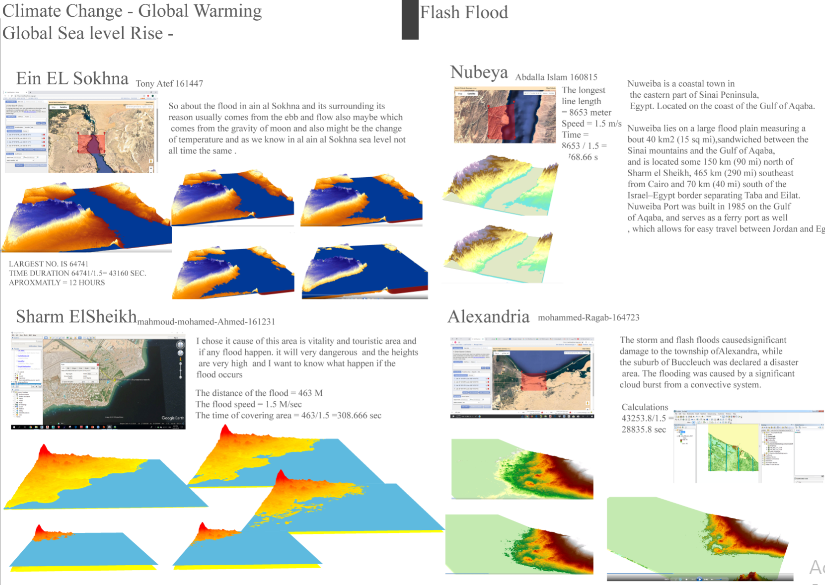 Climate Change - Global Warming
Global Sea level Rise -
Flash Flood
Ein EL Sokhna Tony Atef 161447
So about the flood in ain al Sokhna and its surrounding its
reason usually comes from the ebb and flow also maybe which
comes from the gravity of moon and also might be the change
of temperature and as we know in al ain al Sokhna sea level not
all time the same .
LARGEST NO. IS 64741
TIME DURATION 64741/1.5= 43160 SEC.
APROXMATLY = 12 HOURS
Nubeya Abdalla Islam 160815
The longest
line length
= 8653 meter
Speed = 1.5 m/s
Time =
8653 / 1.5 =
768.66 s
Nuweiba is a coastal town in
the eastern part of Sinai Peninsula,
Egypt. Located on the coast of the Gulf of Aqaba.
Nuweiba lies on a large flood plain measuring a
bout 40 km2 (15 sq mi),sandwiched between the
Sinai mountains and the Gulf of Aqaba,
and is located some 150 km (90 mi) north of
Sharm el Sheikh, 465 km (290 mi) southeast
from Cairo and 70 km (40 mi) south of the
Israel–Egypt border separating Taba and Eilat.
Nuweiba Port was built in 1985 on the Gulf
of Aqaba, and serves as a ferry port as well
, which allows for easy travel between Jordan and Eg
Sharm ElSheikh mahmoud-mohamed-Ahmed-161231
I chose it cause of this area is vitality and touristic area and
if any flood happen. it will very dangerous and the heights
are very high and I want to know what happen if the
flood occurs
The distance of the flood = 463 M
The flood speed = 1.5 M/sec
The time of covering area = 463/1.5 =308.666 sec
Google Earth
Alexandria mohammed-Ragab-164723
The storm and flash floods causedsignificant
damage to the township ofAlexandra, while
the suburb of Buccleuch was declared a disaster
area. The flooding was caused by a significant
cloud burst from a convective system.
Calculations
43253.8/1.5 =
28835.8 sec